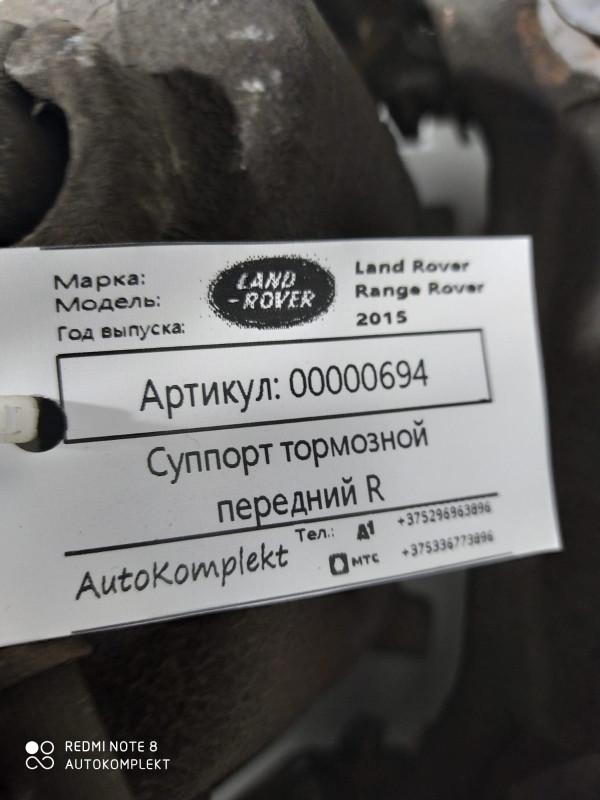 Марка:
Модель:
Год выпуска:
LAND
-ROVER
Land Rover
Range Rover
2015
Артикул: 00000694
Суппорт тормозной
передний R
AutoKomplekt
Тел.: A1 +375296963896
МТС +375336773896
REDMI NOTE 8
AUTOKOMPLEKT